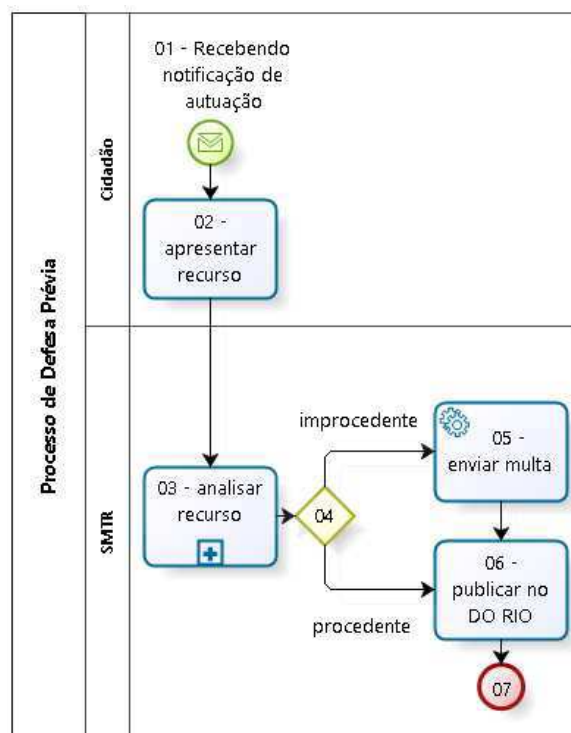 Processo de Defesa Prévia
Cidadão
01 - Recebendo
notificação de
autuação
02 -
apresentar
recurso
SMTR
03 - analisar
recurso
04
improcedente
procedente
05 -
enviar multa
06 -
publicar no
DO RIO
07